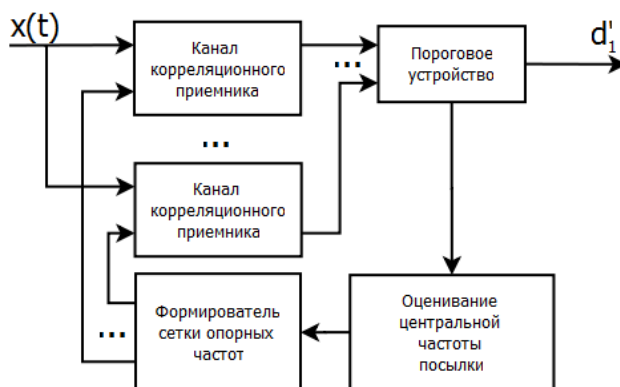 x(t)
Канал
корреляционного
приемника
...
Пороговое
устройство
d'₁
...
Канал
корреляционного
приемника
Формирователь
сетки опорных
частот
...
Оценивание
центральной
частоты
посылки